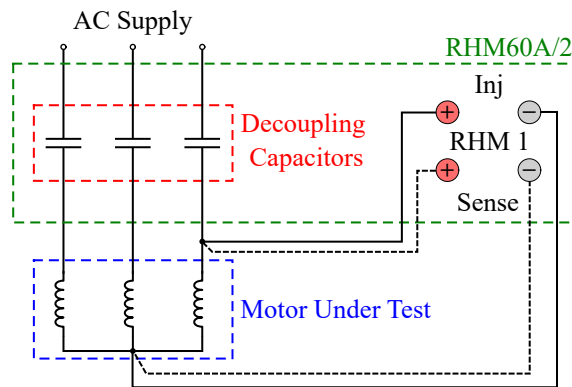 AC Supply
RHM60A/2
Inj
Decoupling
Capacitors
+
−
RHM 1
+
−
Sense
Motor Under Test